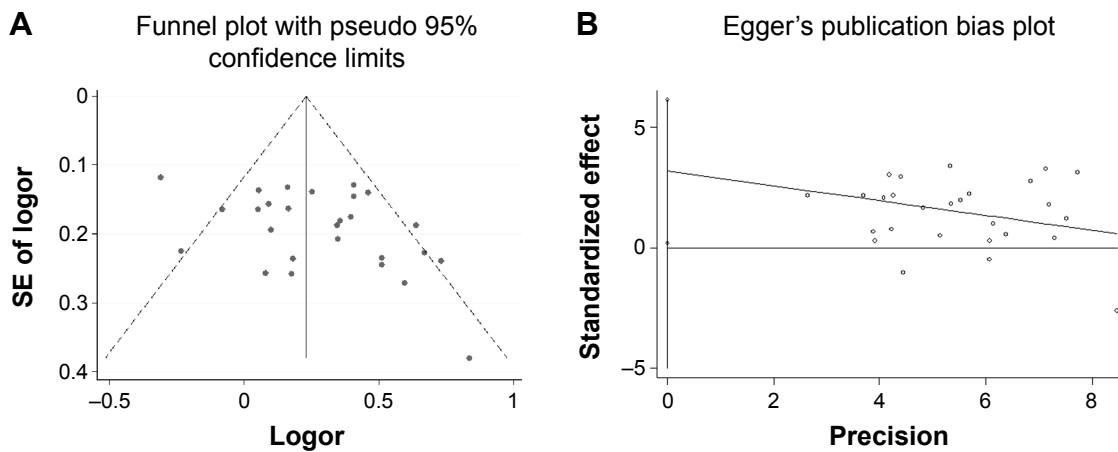 A
Funnel plot with pseudo 95%
confidence limits
0
0.1
0.2
0.3
0.4
SE of logor
–0.5
0
0.5
1
Logor
B
Egger’s publication bias plot
5
0
–5
Standardized effect
0
2
4
6
8
Precision